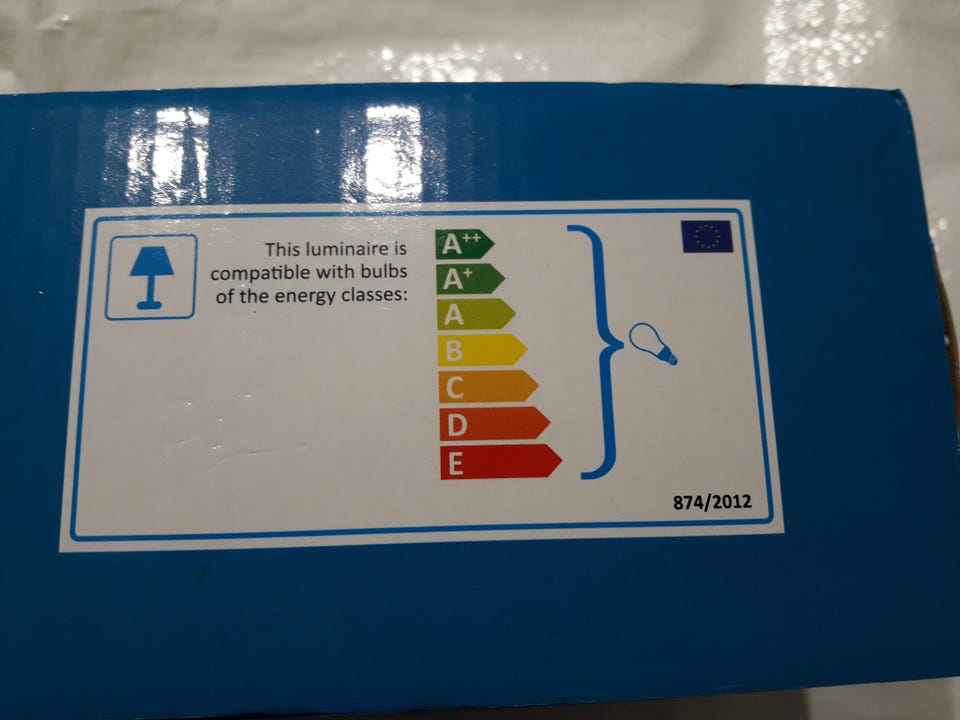 This luminaire is
compatible with bulbs
of the energy classes:
A++
A+
A
B
C
D
E
874/2012